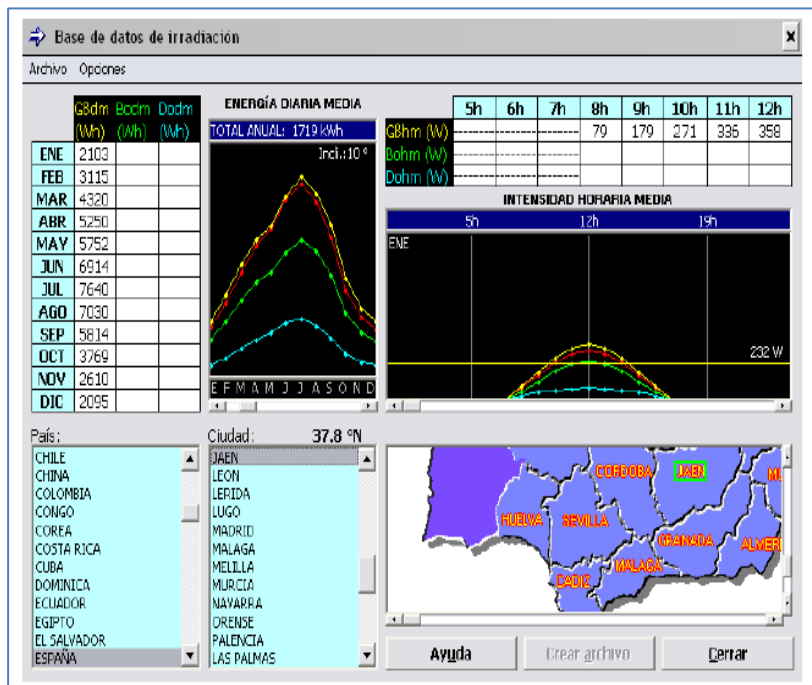 Base de datos de irradiación
Archivo Opciones
GBdm Bodm Dodm
(Wh) (Wh) (Wh)
ENE 2103
FEB 3115
MAR 4320
ABR 5250
MAY 5752
JUN 6914
JUL 7640
AGO 7030
SEP 5814
OCT 3769
NOV 2610
DIC 2095
ENERGÍA DIARIA MEDIA
TOTAL ANUAL: 1719 kWh
Incl.:10 º
E F M A M J J A S O N D
5h 6h 7h 8h 9h 10h 11h 12h
GBhm (W) 79 179 271 336 358
Bohm (W)
Dohm (W)
INTENSIDAD HORARIA MEDIA
5h 12h 19h
ENE
232 W
País:
CHILE
CHINA
COLOMBIA
CONGO
COREA
COSTA RICA
CUBA
DOMINICA
ECUADOR
EGIPTO
EL SALVADOR
ESPAÑA
Ciudad: 37.8 ºN
JAEN
LEON
LERIDA
LUGO
MADRID
MALAGA
MELILLA
MURCIA
NAVARRA
ORENSE
PALENCIA
LAS PALMAS
CORDOBA JAEN MU
HUELVA SEVILLA
GRANADA ALMERI
CADIZ MALAGA
Ayuda Crear archivo Cerrar